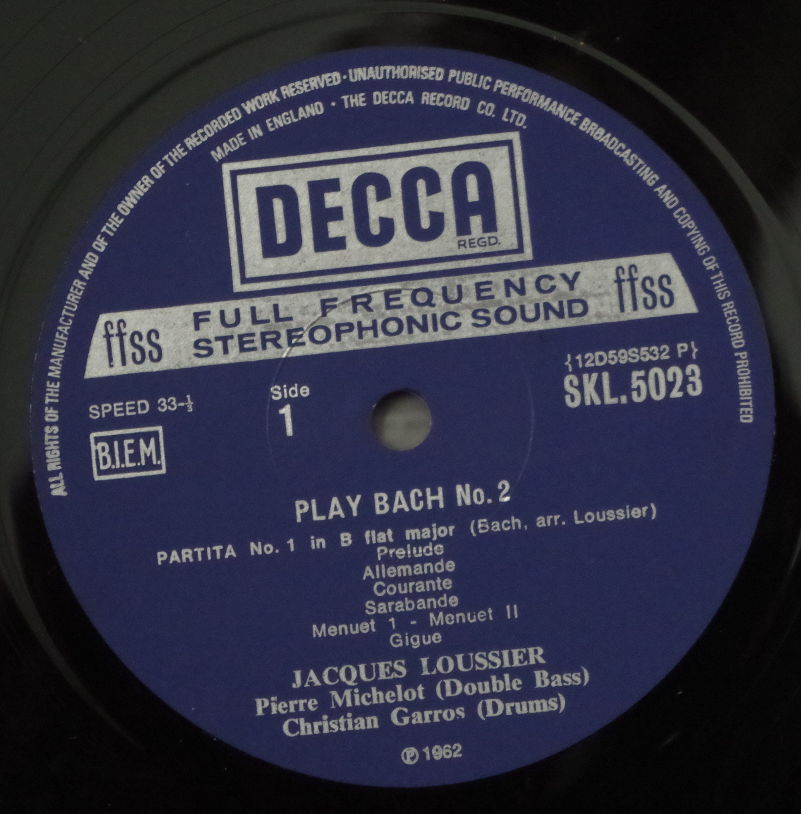 ALL RIGHTS OF THE MANUFACTURER AND OF THE OWNER OF THE RECORDED WORK RESERVED · UNAUTHORISED PUBLIC PERFORMANCE BROADCASTING AND COPYING OF THIS RECORD PROHIBITED
MADE IN ENGLAND · THE DECCA RECORD CO. LTD.
DECCA
REGD.
ffss FULL FREQUENCY ffss
STEREOPHONIC SOUND
SPEED 33-⅓
B.I.E.M.
Side
1
{12D59S532 P}
SKL.5023
PLAY BACH No. 2
PARTITA No. 1 in B flat major (Bach, arr. Loussier)
Prelude
Allemande
Courante
Sarabande
Menuet 1 - Menuet II
Gigue
JACQUES LOUSSIER
Pierre Michelot (Double Bass)
Christian Garros (Drums)
℗ 1962